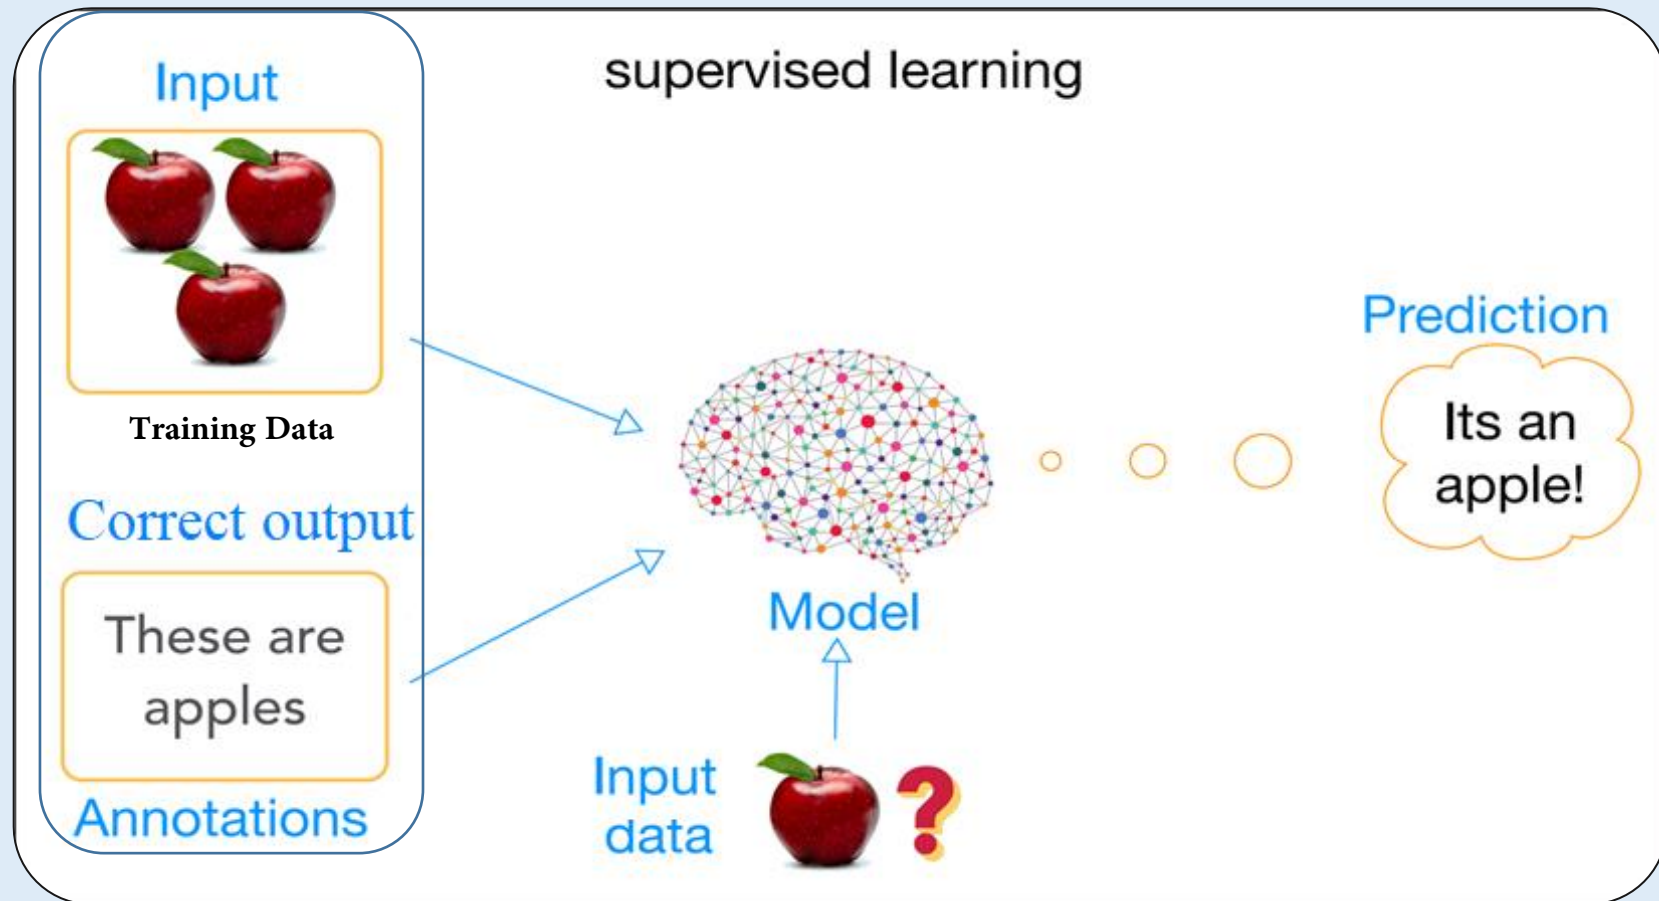 supervised learning
Input
Training Data
Correct output
These are
apples
Annotations
Model
Input
data
?
Prediction
Its an
apple!